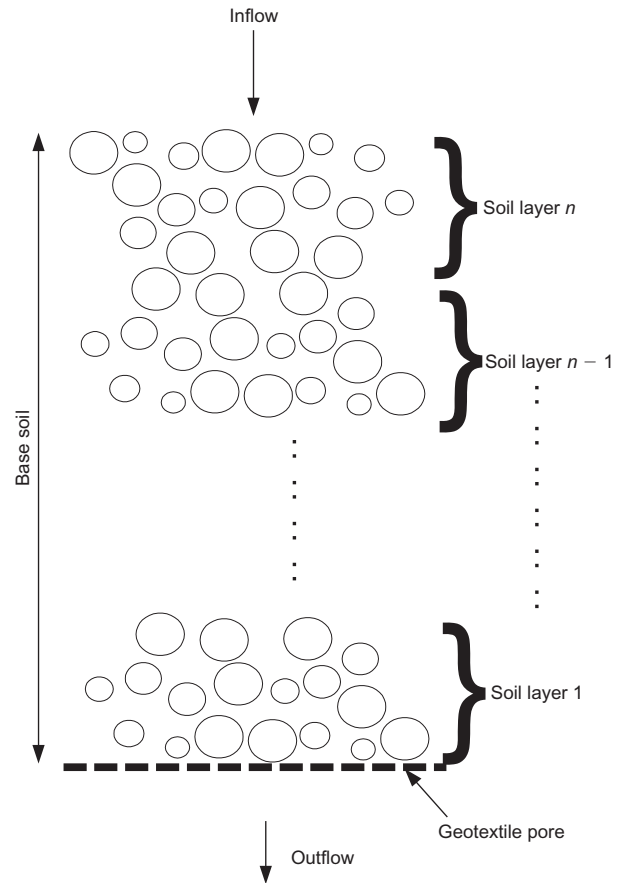 Inflow
Soil layer n
Soil layer n − 1
Base soil
Soil layer 1
Geotextile pore
Outflow